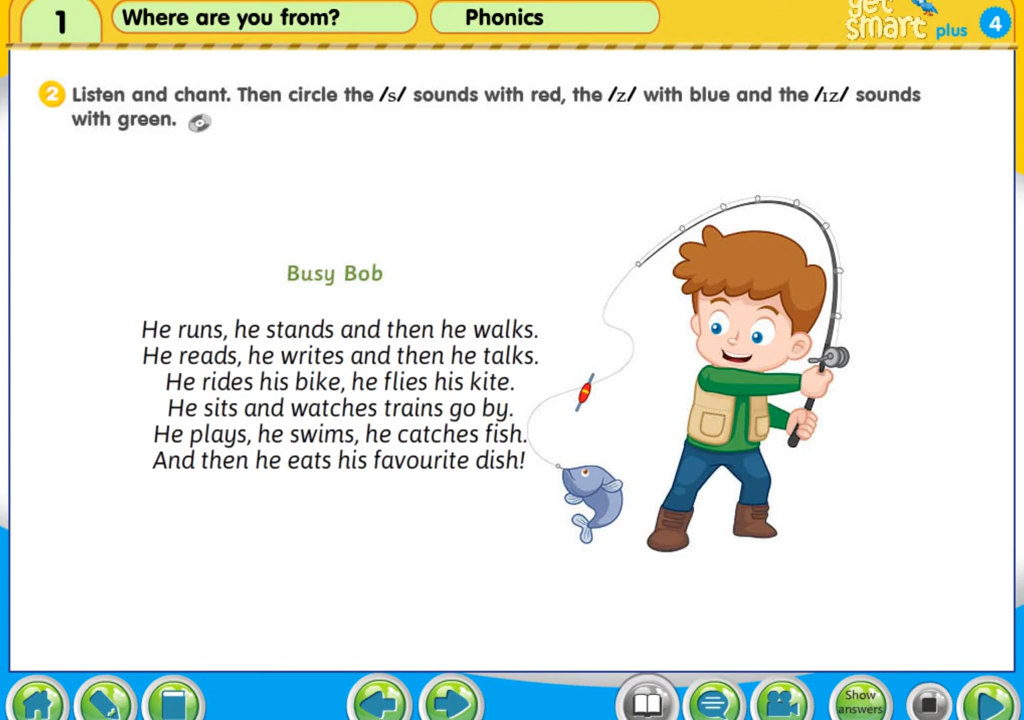 1
Where are you from?
Phonics
get
smart plus 4
2 Listen and chant. Then circle the /s/ sounds with red, the /z/ with blue and the /ɪz/ sounds
with green.
Busy Bob
He runs, he stands and then he walks.
He reads, he writes and then he talks.
He rides his bike, he flies his kite.
He sits and watches trains go by.
He plays, he swims, he catches fish.
And then he eats his favourite dish!
Show
answers